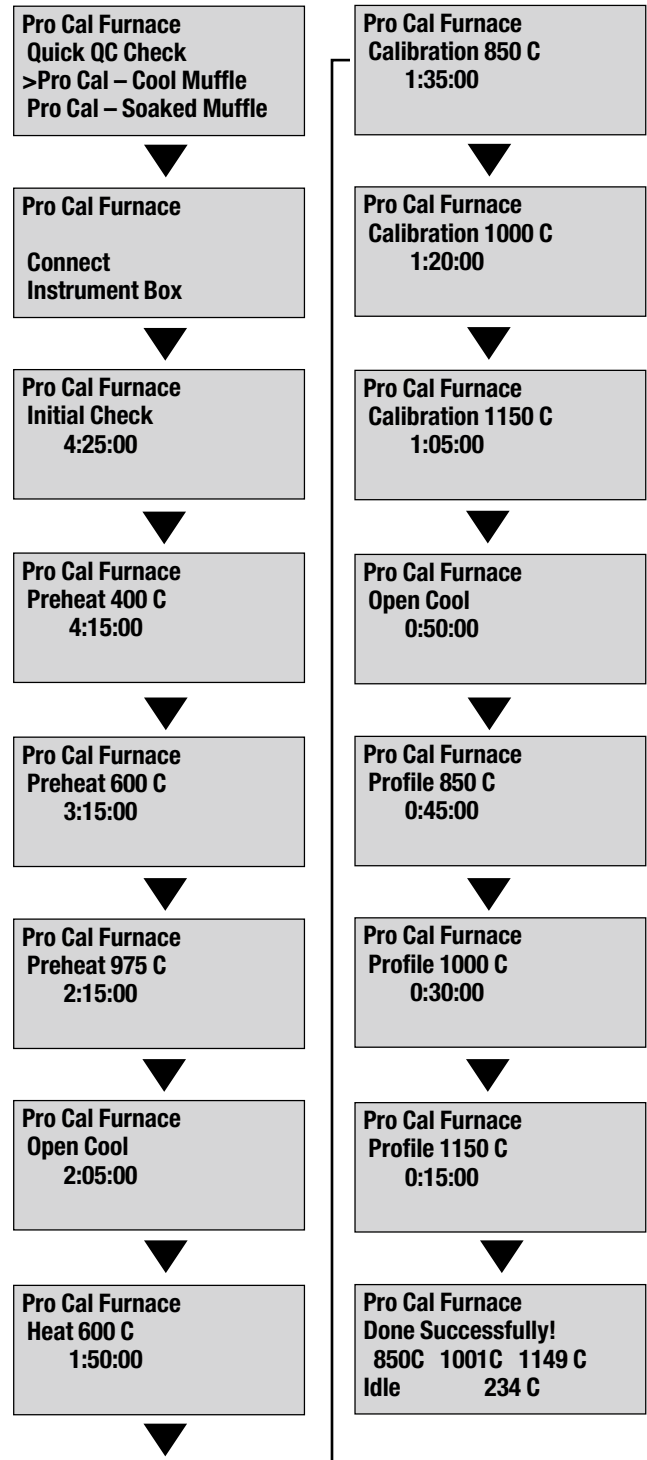 Pro Cal Furnace
Quick QC Check
>Pro Cal – Cool Muffle
Pro Cal – Soaked Muffle
Pro Cal Furnace
Connect
Instrument Box
Pro Cal Furnace
Initial Check
4:25:00
Pro Cal Furnace
Preheat 400 C
4:15:00
Pro Cal Furnace
Preheat 600 C
3:15:00
Pro Cal Furnace
Preheat 975 C
2:15:00
Pro Cal Furnace
Open Cool
2:05:00
Pro Cal Furnace
Heat 600 C
1:50:00
Pro Cal Furnace
Calibration 850 C
1:35:00
Pro Cal Furnace
Calibration 1000 C
1:20:00
Pro Cal Furnace
Calibration 1150 C
1:05:00
Pro Cal Furnace
Open Cool
0:50:00
Pro Cal Furnace
Profile 850 C
0:45:00
Pro Cal Furnace
Profile 1000 C
0:30:00
Pro Cal Furnace
Profile 1150 C
0:15:00
Pro Cal Furnace
Done Successfully!
850C 1001C 1149 C
Idle 234 C